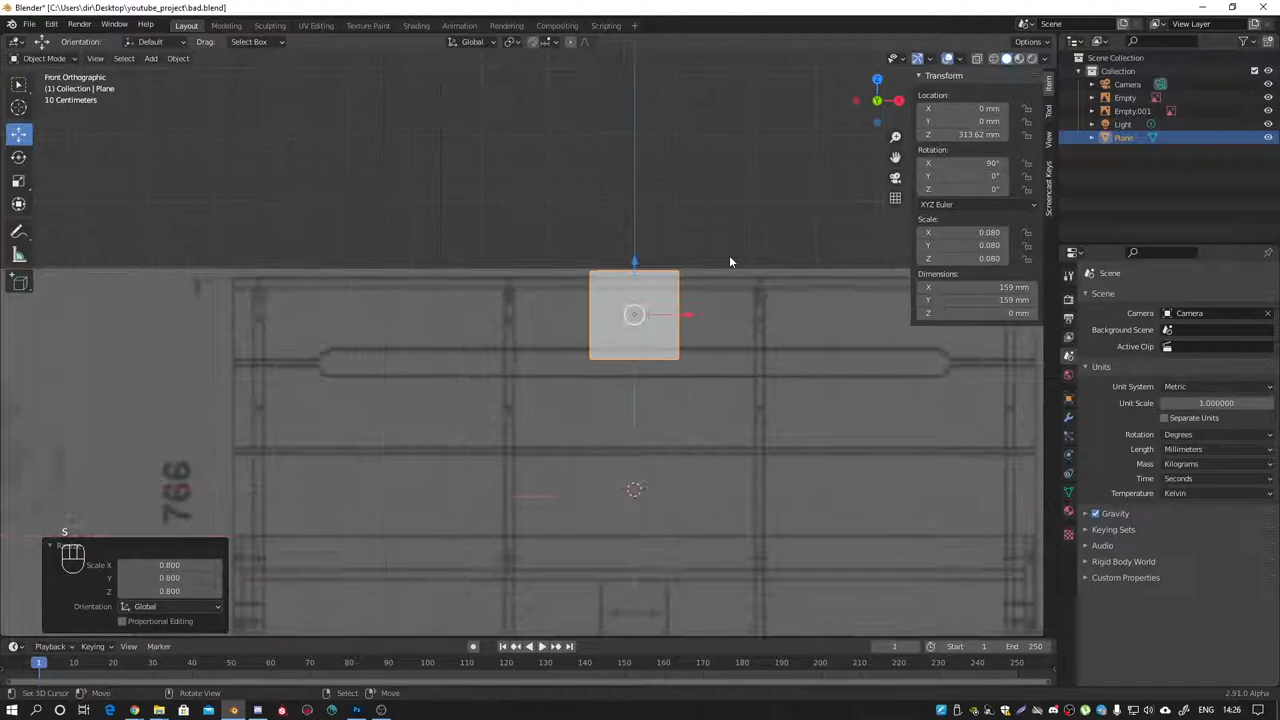 Blender* [C:\Users\dir\Desktop\youtube_project\bad.blend]
File Edit Render Window Help Layout Modeling Sculpting UV Editing Texture Paint Shading Animation Rendering Compositing Scripting + Scene View Layer
Orientation: Default Drag: Select Box Global Options
Object Mode View Select Add Object
Front Orthographic
(1) Collection | Plane
10 Centimeters
Transform
Location:
X 0 mm
Y 0 mm
Z 313.62 mm
Rotation:
X 90°
Y 0°
Z 0°
XYZ Euler
Scale:
X 0.080
Y 0.080
Z 0.080
Dimensions:
X 159 mm
Y 159 mm
Z 0 mm
Item
Tool
View
Screencast Keys
Z
X
Y
Scene Collection
Collection
Camera
Empty
Empty.001
Light
Plane
Scene
Scene
Camera Camera
Background Scene
Active Clip
Units
Unit System Metric
Unit Scale 1.000000
Separate Units
Rotation Degrees
Length Millimeters
Mass Kilograms
Time Seconds
Temperature Kelvin
Gravity
Keying Sets
Audio
Rigid Body World
Custom Properties
766
S
Scale X 0.800
Y 0.800
Z 0.800
Orientation Global
Proportional Editing
Playback Keying View Marker 1 Start 1 End 250
1 10 20 30 40 50 60 70 80 90 100 110 120 130 140 150 160 170 180 190 200 210 220 230 240 250
Set 3D Cursor Move Rotate View Select Move 2.91.0 Alpha
ENG 14:26